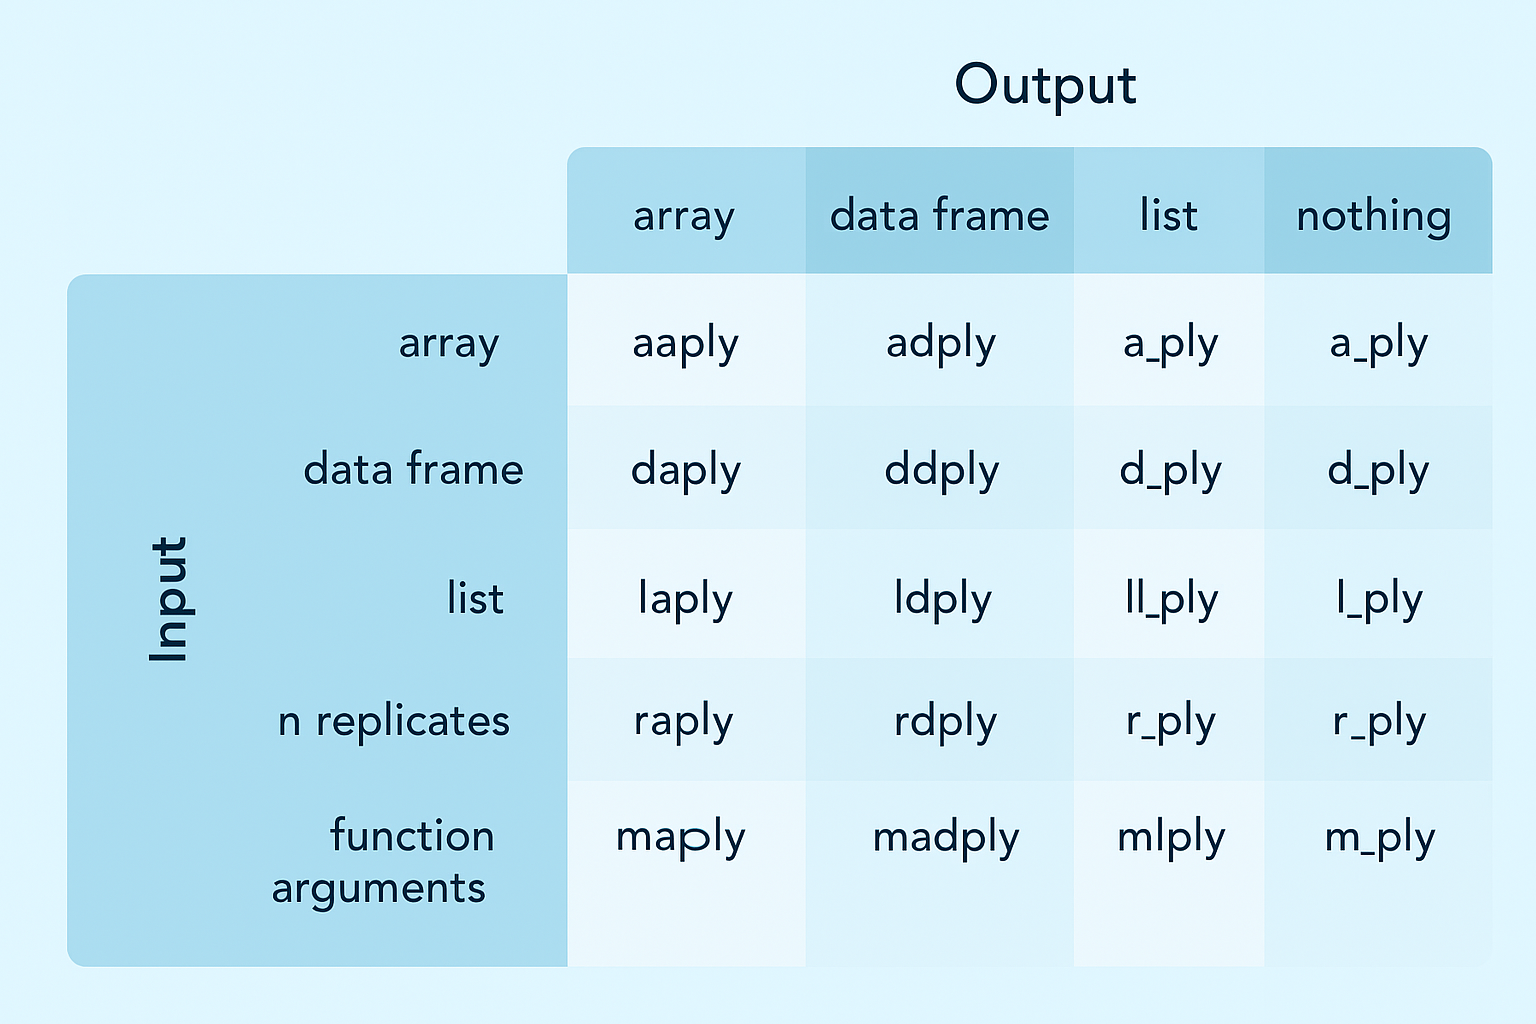 Output
array data frame list nothing
Input
array aaply adply a_ply a_ply
data frame daply ddply d_ply d_ply
list laply ldply ll_ply l_ply
n replicates raply rdply r_ply r_ply
function maply madply mlply m_ply
arguments